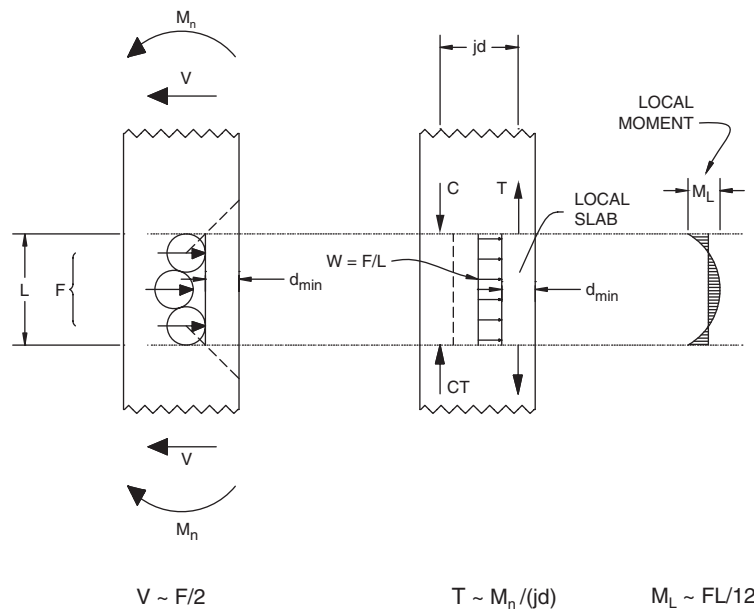 Mn
V
jd
LOCAL
MOMENT
C
T
ML
LOCAL
SLAB
L
F
dmin
W = F/L
dmin
CT
V
Mn
V ~ F/2
T ~ Mn/(jd)
ML ~ FL/12